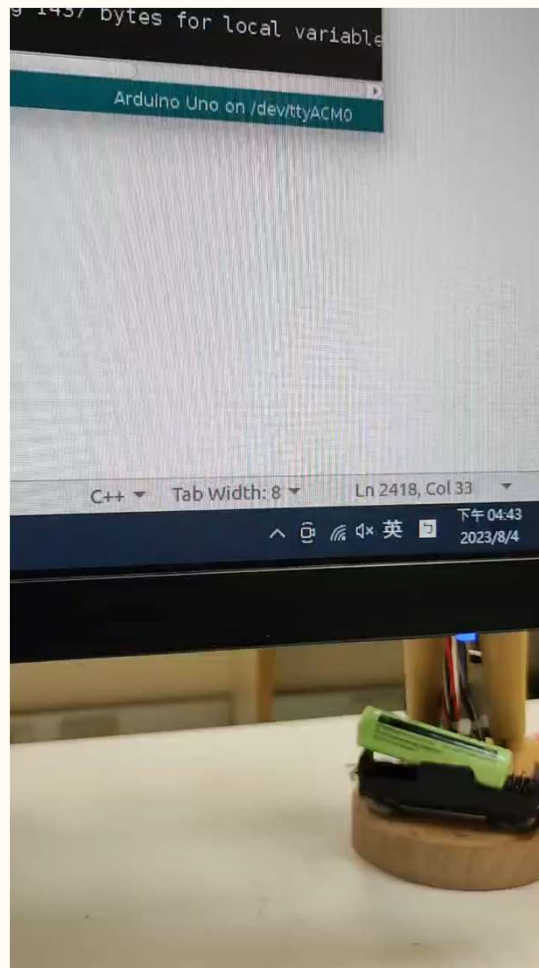 1437 bytes for local variable
Arduino Uno on /dev/ttyACM0
C++ Tab Width: 8 Ln 2418, Col 33
英 ㄅ 下午 04:43
2023/8/4